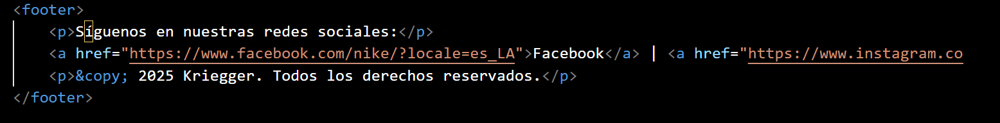 <footer>
<p>Síguenos en nuestras redes sociales:</p>
<a href="https://www.facebook.com/nike/?locale=es_LA">Facebook</a> | <a href="https://www.instagram.co
<p>&copy; 2025 Kriegger. Todos los derechos reservados.</p>
</footer>